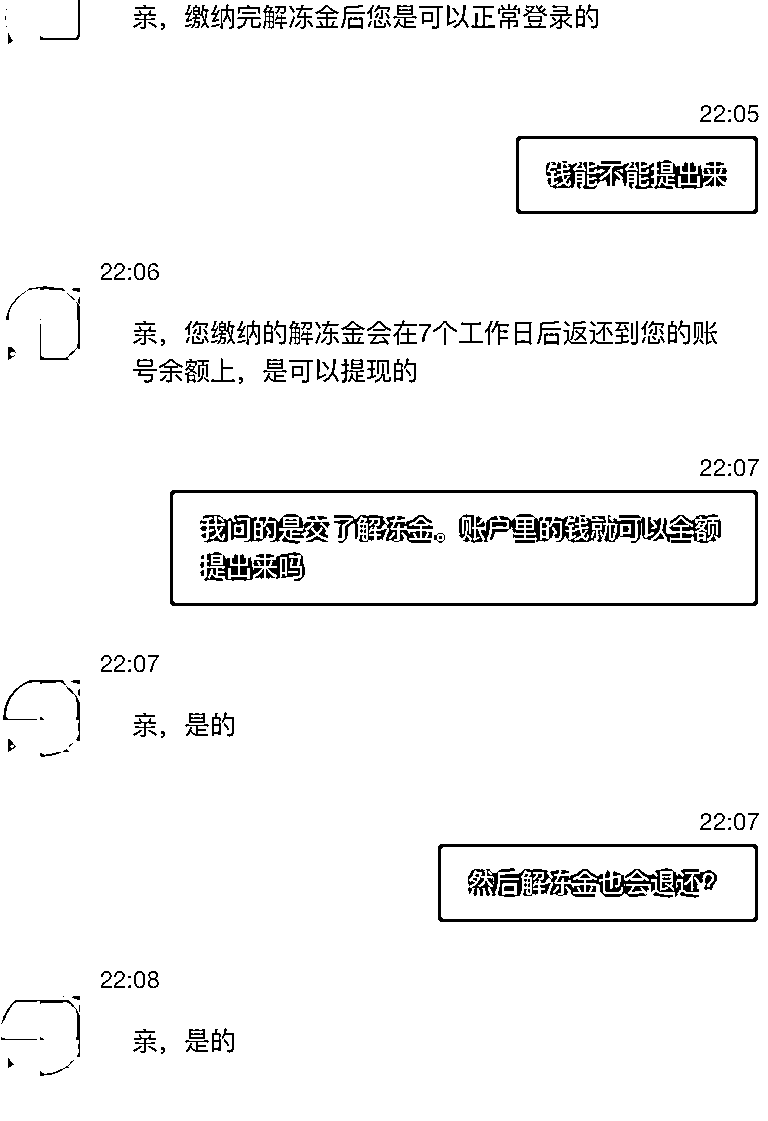 亲，缴纳完解冻金后您是可以正常登录的
22:05
钱能不能提出来
22:06
亲，您缴纳的解冻金会在7个工作日后返还到您的账
号余额上，是可以提现的
22:07
我问的是交了解冻金。账户里的钱就可以全额
提出来吗
22:07
亲，是的
22:07
然后解冻金也会退还？
22:08
亲，是的